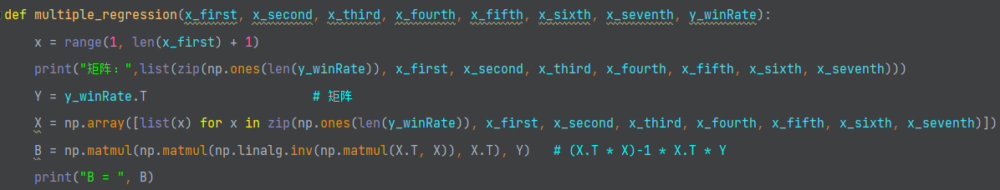 def multiple_regression(x_first, x_second, x_third, x_fourth, x_fifth, x_sixth, x_seventh, y_winRate):
    x = range(1, len(x_first) + 1)
    print("矩阵：",list(zip(np.ones(len(y_winRate)), x_first, x_second, x_third, x_fourth, x_fifth, x_sixth, x_seventh)))
    Y = y_winRate.T                       # 矩阵
    X = np.array([list(x) for x in zip(np.ones(len(y_winRate)), x_first, x_second, x_third, x_fourth, x_fifth, x_sixth, x_seventh)])
    B = np.matmul(np.matmul(np.linalg.inv(np.matmul(X.T, X)), X.T), Y)   # (X.T * X)-1 * X.T * Y
    print("B = ", B)